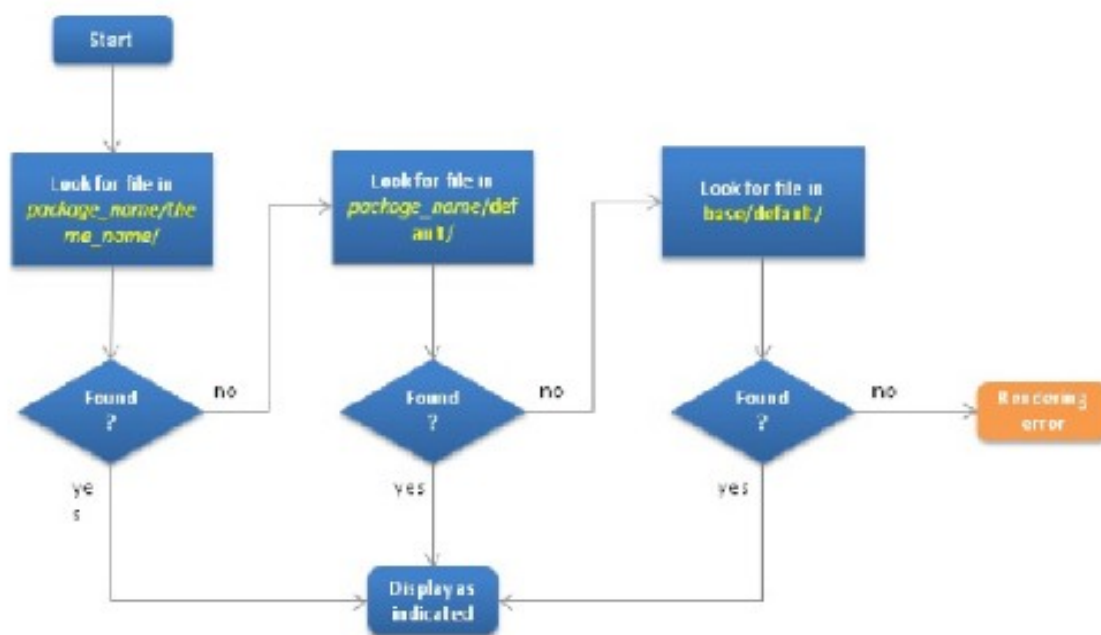 Start
Look for file in
package_name/the
me_name/
Look for file in
package_name/def
ault/
Look for file in
base/default/
Found
?
no
Found
?
no
Found
?
no
Rendering
error
ye
s
yes
yes
Display as
indicated